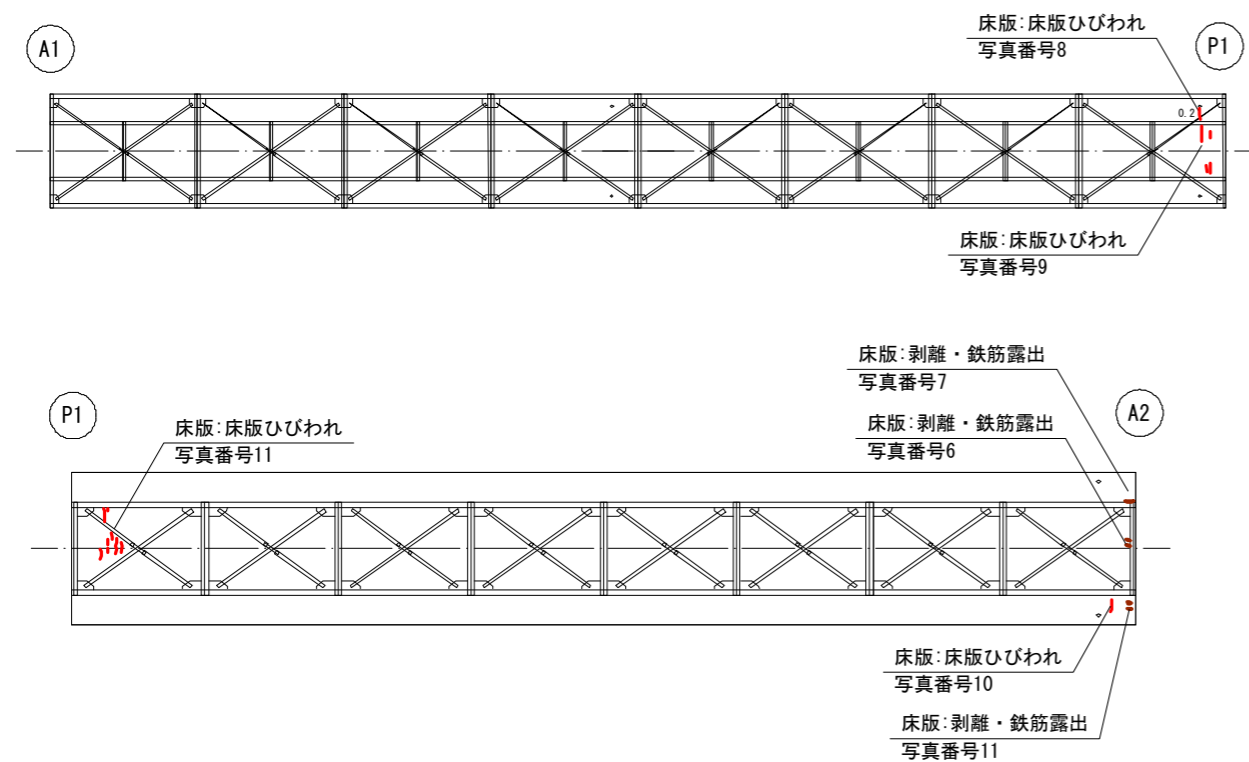 A1
床版:床版ひびわれ
写真番号8
P1
0.2
床版:床版ひびわれ
写真番号9
床版:剥離・鉄筋露出
写真番号7
P1
床版:床版ひびわれ
写真番号11
床版:剥離・鉄筋露出
写真番号6
A2
床版:床版ひびわれ
写真番号10
床版:剥離・鉄筋露出
写真番号11